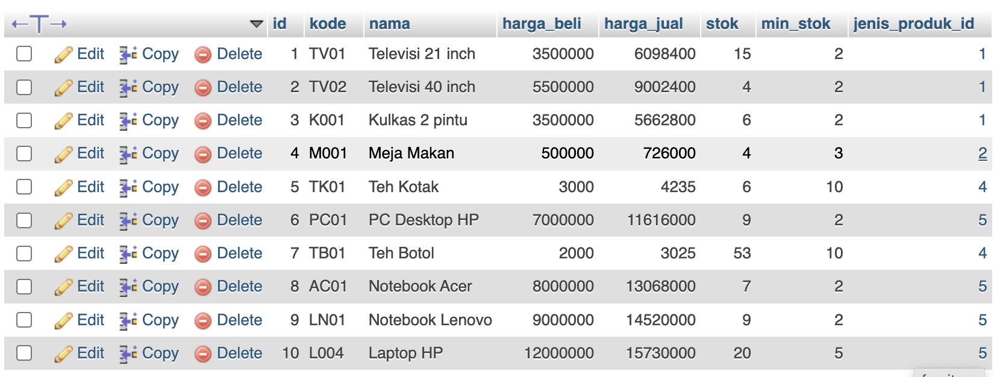 id kode nama harga_beli harga_jual stok min_stok jenis_produk_id
Edit Copy Delete 1 TV01 Televisi 21 inch 3500000 6098400 15 2 1
Edit Copy Delete 2 TV02 Televisi 40 inch 5500000 9002400 4 2 1
Edit Copy Delete 3 K001 Kulkas 2 pintu 3500000 5662800 6 2 1
Edit Copy Delete 4 M001 Meja Makan 500000 726000 4 3 2
Edit Copy Delete 5 TK01 Teh Kotak 3000 4235 6 10 4
Edit Copy Delete 6 PC01 PC Desktop HP 7000000 11616000 9 2 5
Edit Copy Delete 7 TB01 Teh Botol 2000 3025 53 10 4
Edit Copy Delete 8 AC01 Notebook Acer 8000000 13068000 7 2 5
Edit Copy Delete 9 LN01 Notebook Lenovo 9000000 14520000 9 2 5
Edit Copy Delete 10 L004 Laptop HP 12000000 15730000 20 5 5